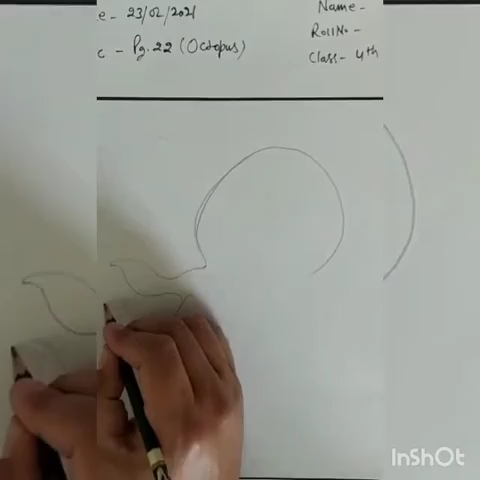 e - 23/02/2021
Name -
c - Pg. 22 (Octopus)
Roll No -
Class - 4th
InShOt